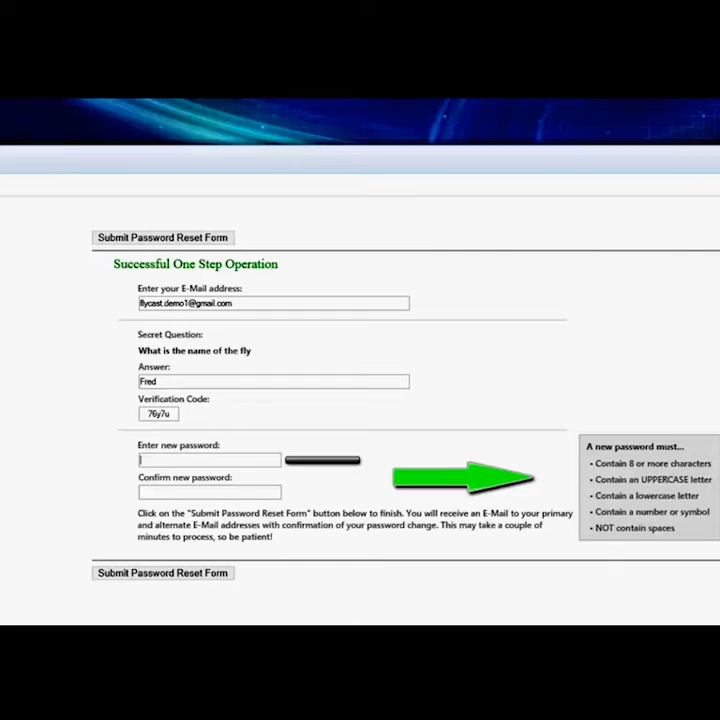 Submit Password Reset Form
Successful One Step Operation
Enter your E-Mail address:
flycast.demo1@gmail.com
Secret Question:
What is the name of the fly
Answer:
Fred
Verification Code:
76y7u
Enter new password:
Confirm new password:
Click on the "Submit Password Reset Form" button below to finish. You will receive an E-Mail to your primary
and alternate E-Mail addresses with confirmation of your password change. This may take a couple of
minutes to process, so be patient!
A new password must...
• Contain 8 or more characters
• Contain an UPPERCASE letter
• Contain a lowercase letter
• Contain a number or symbol
• NOT contain spaces
Submit Password Reset Form